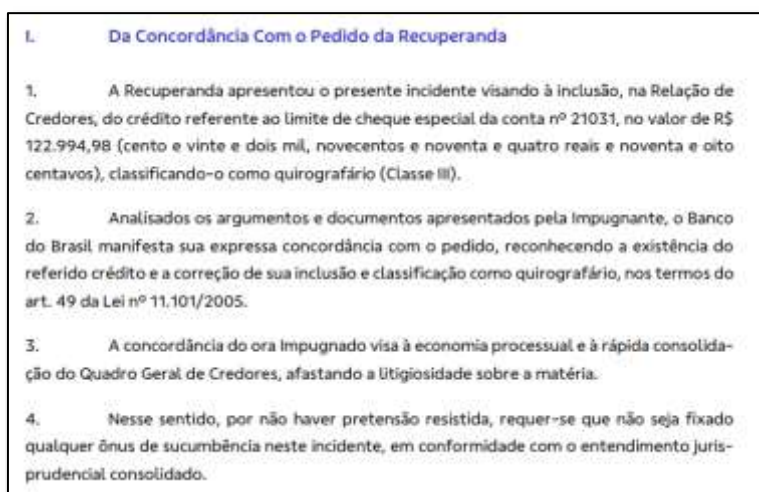 I. Da Concordância Com o Pedido da Recuperanda
1. A Recuperanda apresentou o presente incidente visando à inclusão, na Relação de
Credores, do crédito referente ao limite de cheque especial da conta nº 21031, no valor de R$
122.994,98 (cento e vinte e dois mil, novecentos e noventa e quatro reais e noventa e oito
centavos), classificando-o como quirografário (Classe III).
2. Analisados os argumentos e documentos apresentados pela Impugnante, o Banco
do Brasil manifesta sua expressa concordância com o pedido, reconhecendo a existência do
referido crédito e a correção de sua inclusão e classificação como quirografário, nos termos do
art. 49 da Lei nº 11.101/2005.
3. A concordância do ora Impugnado visa à economia processual e à rápida consolida-
ção do Quadro Geral de Credores, afastando a litigiosidade sobre a matéria.
4. Nesse sentido, por não haver pretensão resistida, requer-se que não seja fixado
qualquer ônus de sucumbência neste incidente, em conformidade com o entendimento juris-
prudencial consolidado.